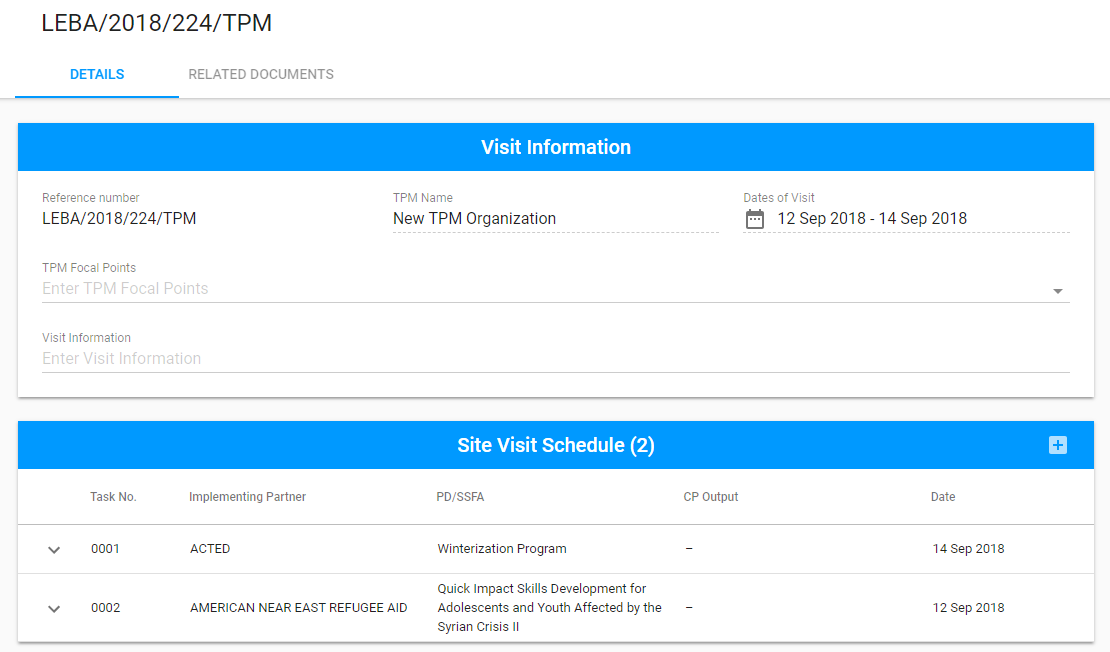 LEBA/2018/224/TPM
DETAILS RELATED DOCUMENTS
Visit Information
Reference number TPM Name Dates of Visit
LEBA/2018/224/TPM New TPM Organization 12 Sep 2018 - 14 Sep 2018
TPM Focal Points
Enter TPM Focal Points
Visit Information
Enter Visit Information
Site Visit Schedule (2)
Task No. Implementing Partner PD/SSFA CP Output Date
0001 ACTED Winterization Program – 14 Sep 2018
Quick Impact Skills Development for
0002 AMERICAN NEAR EAST REFUGEE AID Adolescents and Youth Affected by the – 12 Sep 2018
Syrian Crisis II